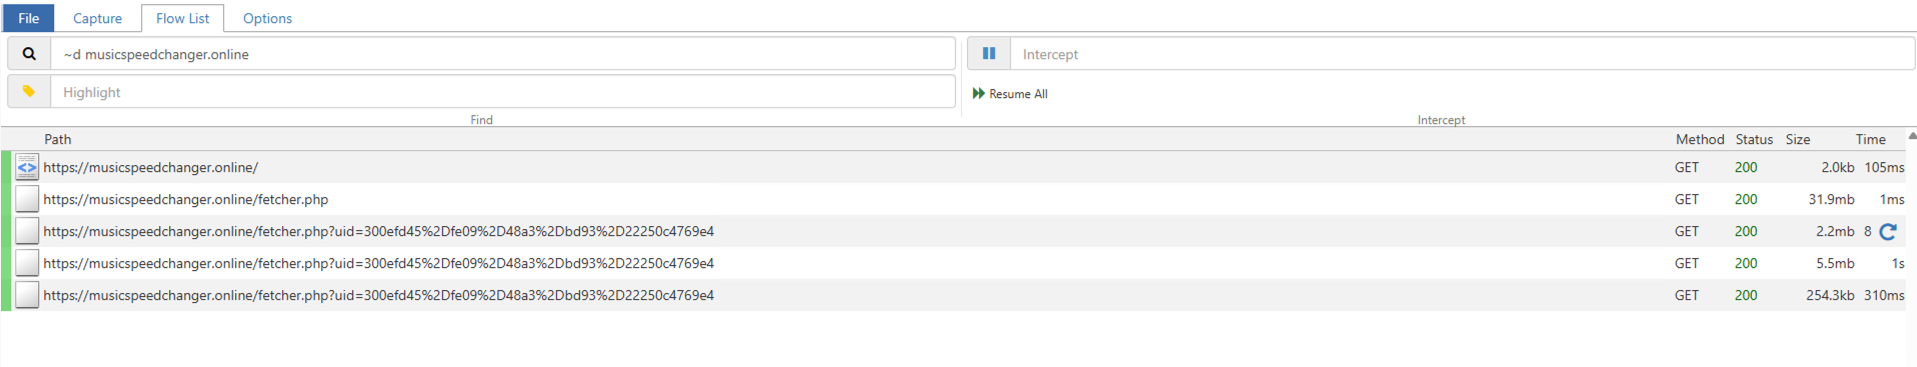 File Capture Flow List Options
~d musicspeedchanger.online Intercept
Highlight Resume All
Find Intercept
Path Method Status Size Time
https://musicspeedchanger.online/ GET 200 2.0kb 105ms
https://musicspeedchanger.online/fetcher.php GET 200 31.9mb 1ms
https://musicspeedchanger.online/fetcher.php?uid=300efd45%2Dfe09%2D48a3%2Dbd93%2D22250c4769e4 GET 200 2.2mb 8
https://musicspeedchanger.online/fetcher.php?uid=300efd45%2Dfe09%2D48a3%2Dbd93%2D22250c4769e4 GET 200 5.5mb 1s
https://musicspeedchanger.online/fetcher.php?uid=300efd45%2Dfe09%2D48a3%2Dbd93%2D22250c4769e4 GET 200 254.3kb 310ms